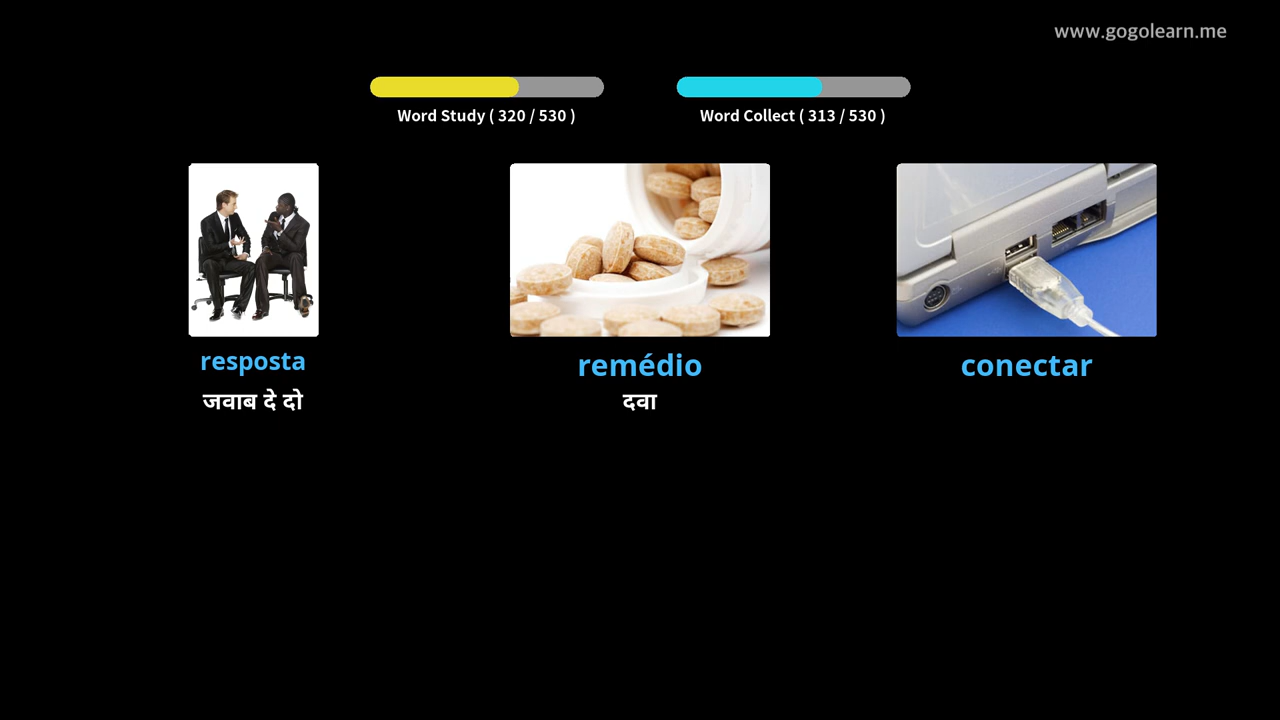 www.gogolearn.me
Word Study ( 320 / 530 )
Word Collect ( 313 / 530 )
resposta
remédio
conectar
जवाब दे दो
दवा